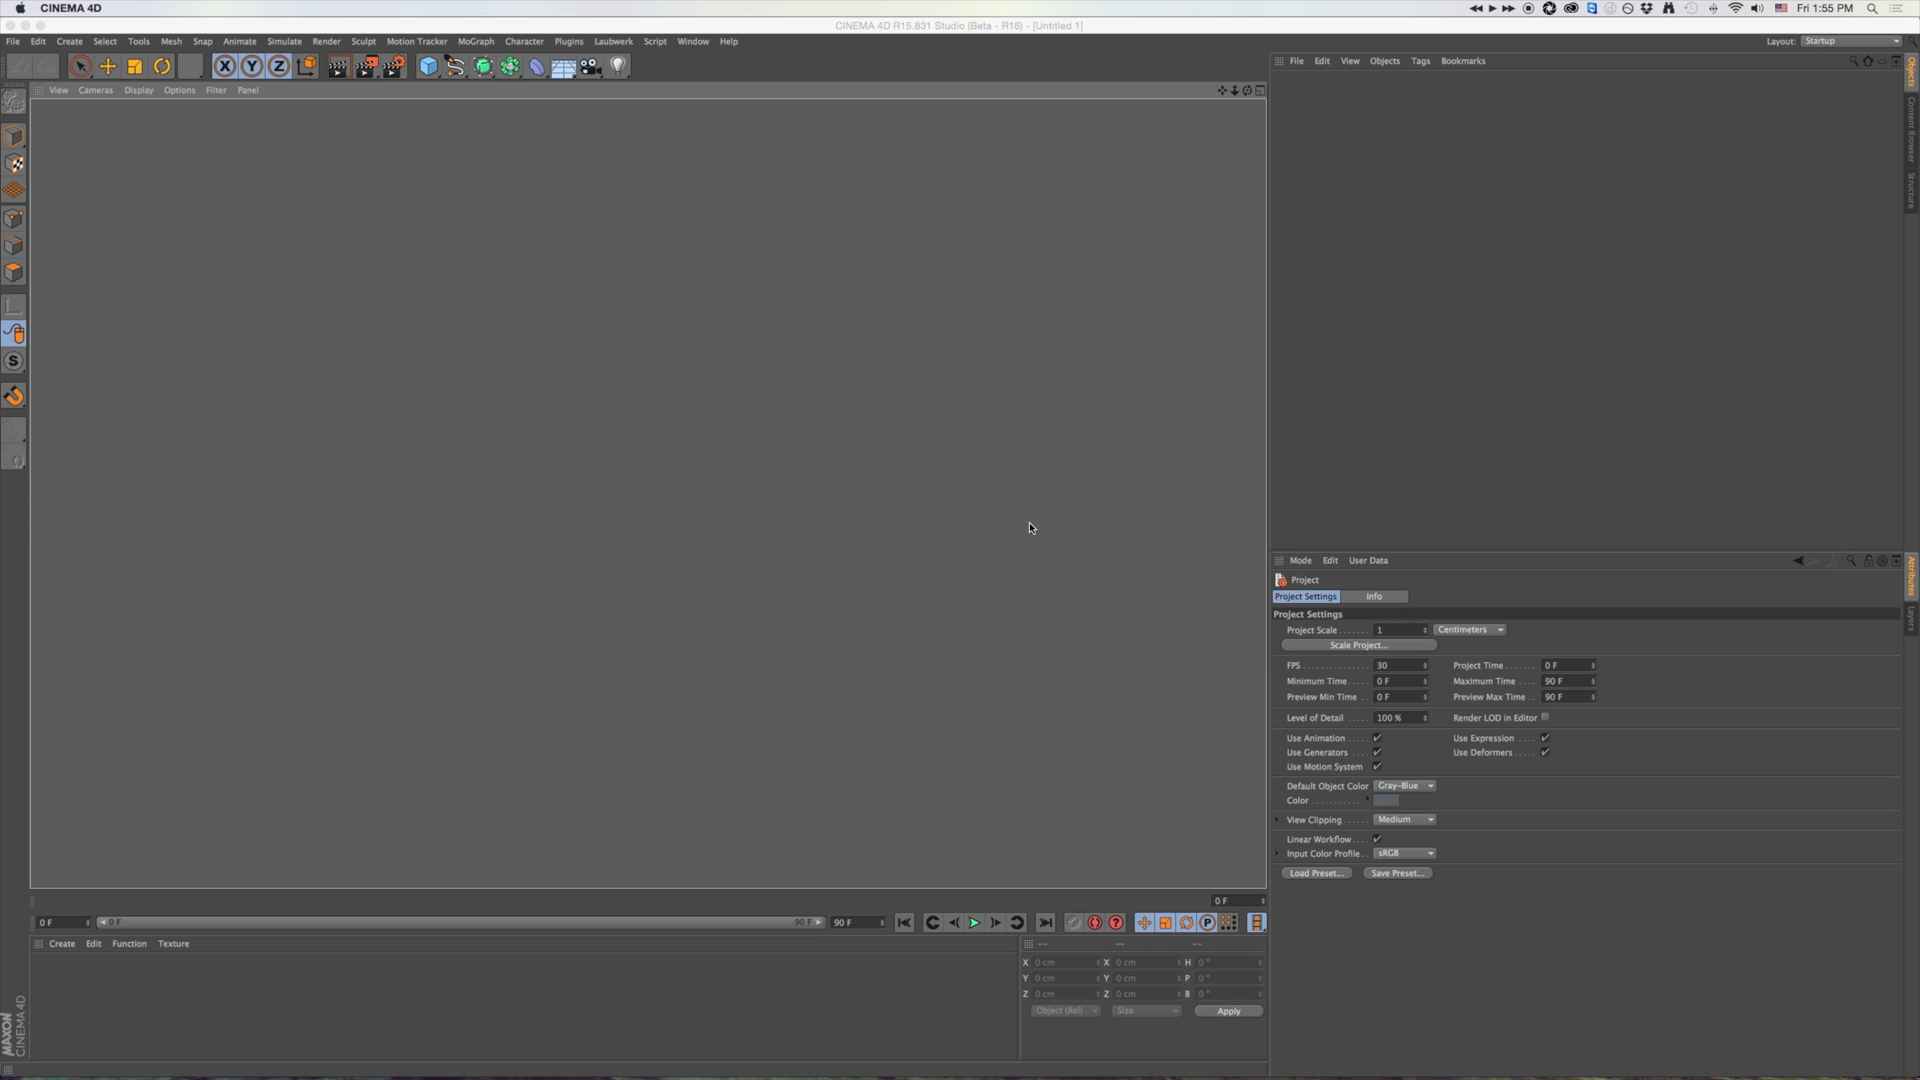 CINEMA 4D
Fri 1:55 PM
CINEMA 4D R15.831 Studio (Beta - R16) - [Untitled 1]
File Edit Create Select Tools Mesh Snap Animate Simulate Render Sculpt Motion Tracker MoGraph Character Plugins Laubwerk Script Window Help
Layout: Startup
X Y Z
View Cameras Display Options Filter Panel
File Edit View Objects Tags Bookmarks
Objects
Content Browser
Structure
S
Mode Edit User Data
Attributes
Layers
Project
Project Settings Info
Project Settings
Project Scale 1 Centimeters
Scale Project...
FPS 30 Project Time 0 F
Minimum Time 0 F Maximum Time 90 F
Preview Min Time 0 F Preview Max Time 90 F
Level of Detail 100 % Render LOD in Editor
Use Animation Use Expression
Use Generators Use Deformers
Use Motion System
Default Object Color Gray-Blue
Color
View Clipping Medium
Linear Workflow
Input Color Profile sRGB
Load Preset... Save Preset...
0 F
0 F 0 F 90 F 90 F
P
Create Edit Function Texture
-- -- --
X 0 cm X 0 cm H 0 °
Y 0 cm Y 0 cm P 0 °
Z 0 cm Z 0 cm B 0 °
Object (Rel) Size Apply
MAXON
CINEMA 4D